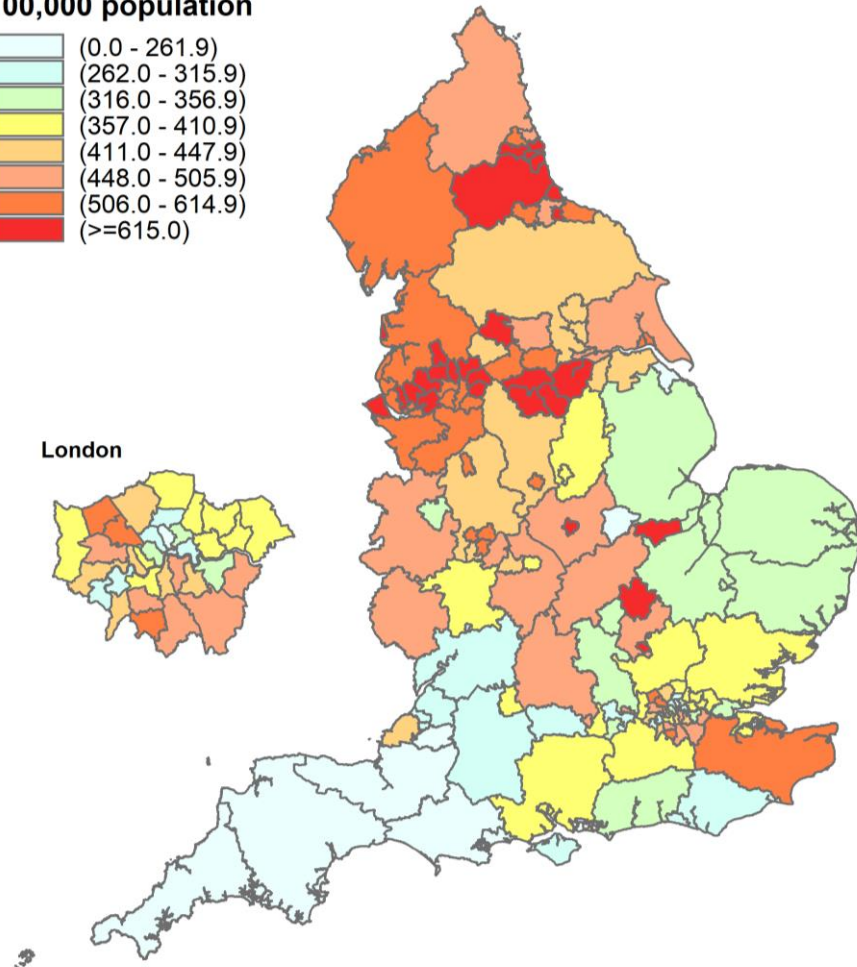 00,000 population
(0.0 - 261.9)
(262.0 - 315.9)
(316.0 - 356.9)
(357.0 - 410.9)
(411.0 - 447.9)
(448.0 - 505.9)
(506.0 - 614.9)
(>=615.0)
London